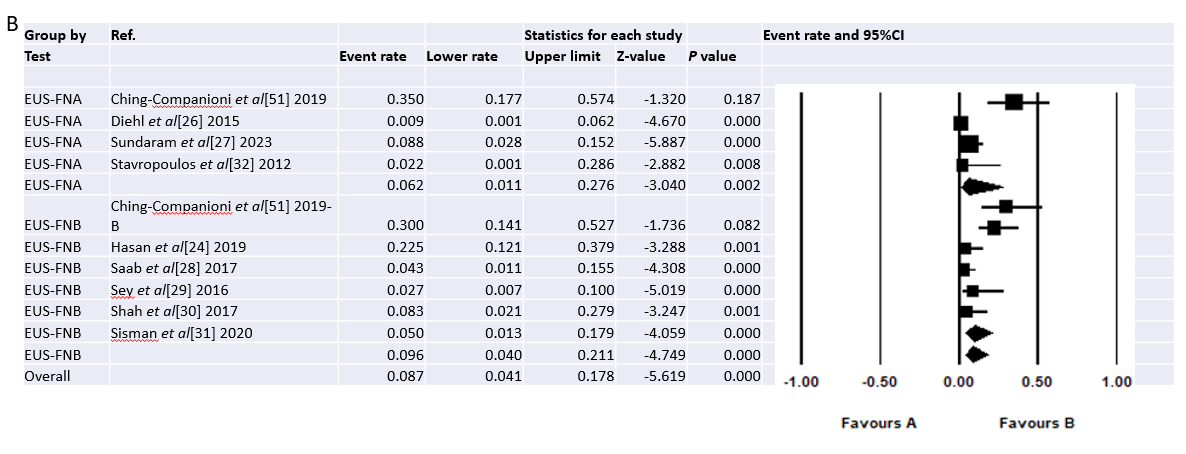 B
Group by Ref. Statistics for each study Event rate and 95%CI
Test Event rate Lower rate Upper limit Z-value P value
EUS-FNA Ching-Companioni et al[51] 2019 0.350 0.177 0.574 -1.320 0.187
EUS-FNA Diehl et al[26] 2015 0.009 0.001 0.062 -4.670 0.000
EUS-FNA Sundaram et al[27] 2023 0.088 0.028 0.152 -5.887 0.000
EUS-FNA Stavropoulos et al[32] 2012 0.022 0.001 0.286 -2.882 0.008
EUS-FNA 0.062 0.011 0.276 -3.040 0.002
Ching-Companioni et al[51] 2019-
EUS-FNB B 0.300 0.141 0.527 -1.736 0.082
EUS-FNB Hasan et al[24] 2019 0.225 0.121 0.379 -3.288 0.001
EUS-FNB Saab et al[28] 2017 0.043 0.011 0.155 -4.308 0.000
EUS-FNB Sey et al[29] 2016 0.027 0.007 0.100 -5.019 0.000
EUS-FNB Shah et al[30] 2017 0.083 0.021 0.279 -3.247 0.001
EUS-FNB Sisman et al[31] 2020 0.050 0.013 0.179 -4.059 0.000
EUS-FNB 0.096 0.040 0.211 -4.749 0.000
Overall 0.087 0.041 0.178 -5.619 0.000
-1.00 -0.50 0.00 0.50 1.00
Favours A Favours B